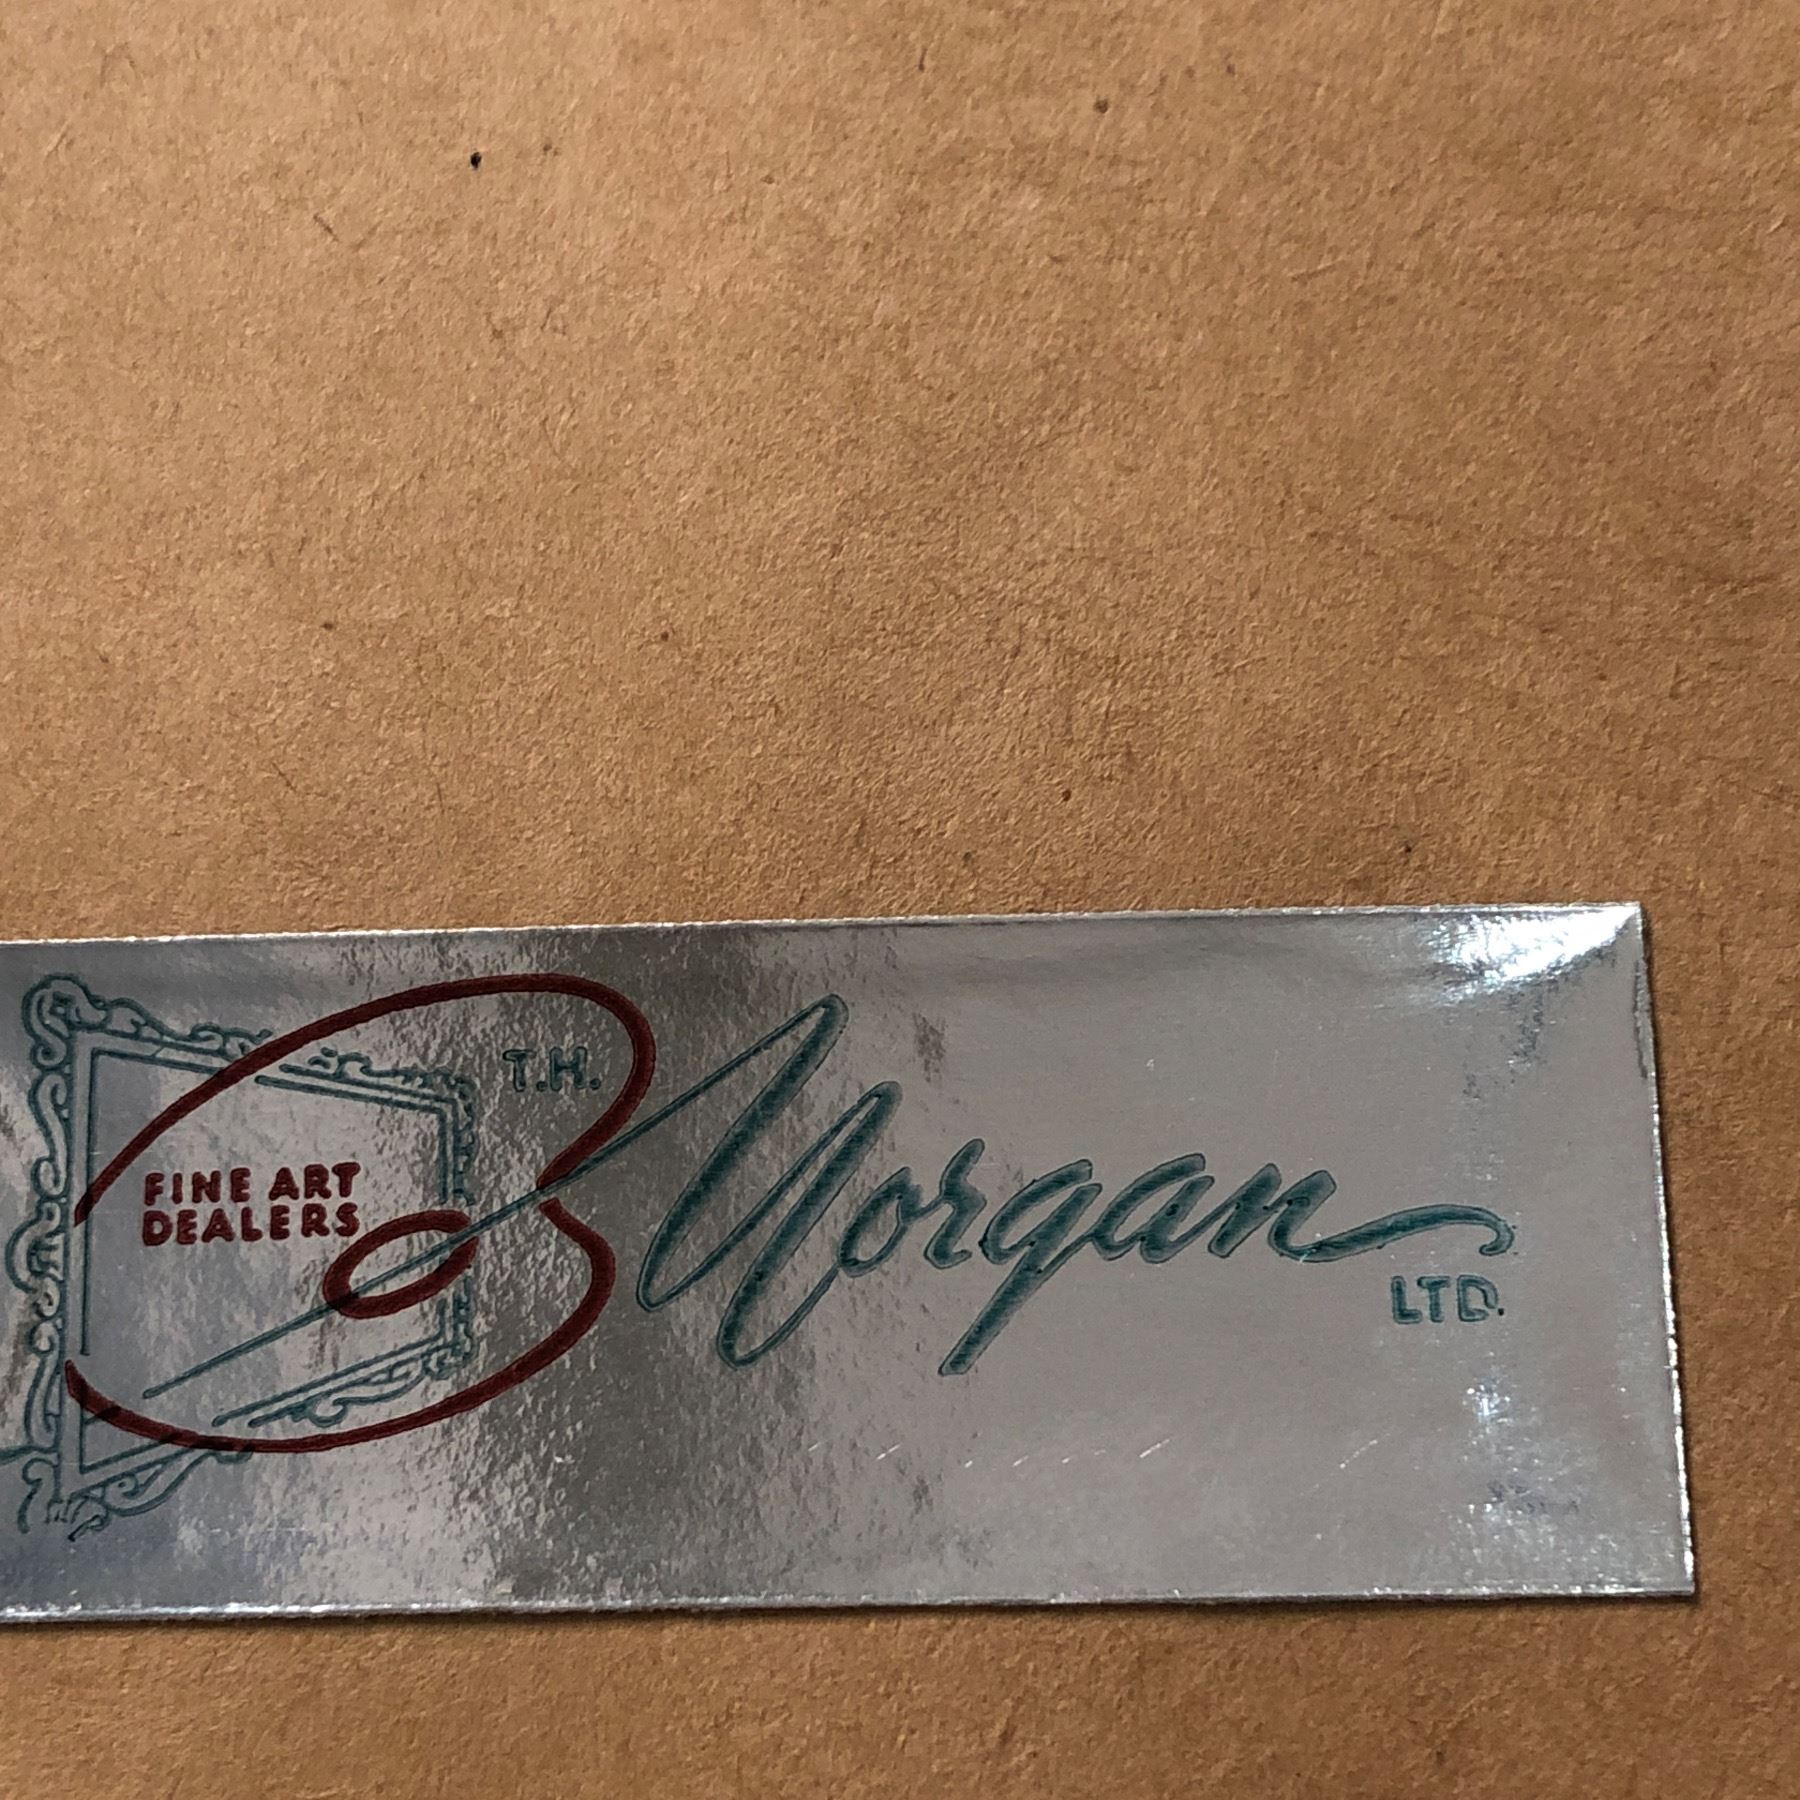 T.H. Morgan
FINE ART
DEALERS
LTD.